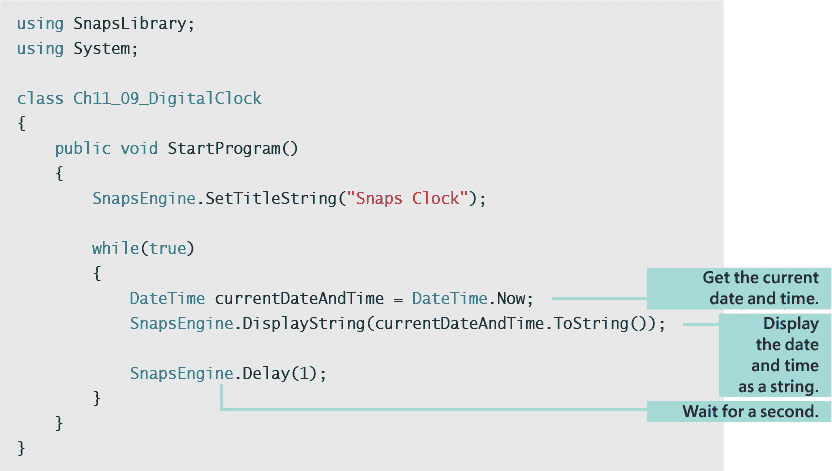 using SnapsLibrary;
using System;
class Ch11_09_DigitalClock
{
public void StartProgram()
{
SnapsEngine.SetTitleString("Snaps Clock");
while(true)
{
DateTime currentDateAndTime = DateTime.Now;
SnapsEngine.DisplayString(currentDateAndTime.ToString());
SnapsEngine.Delay(1);
}
}
}
Get the current
date and time.
Display
the date
and time
as a string.
Wait for a second.